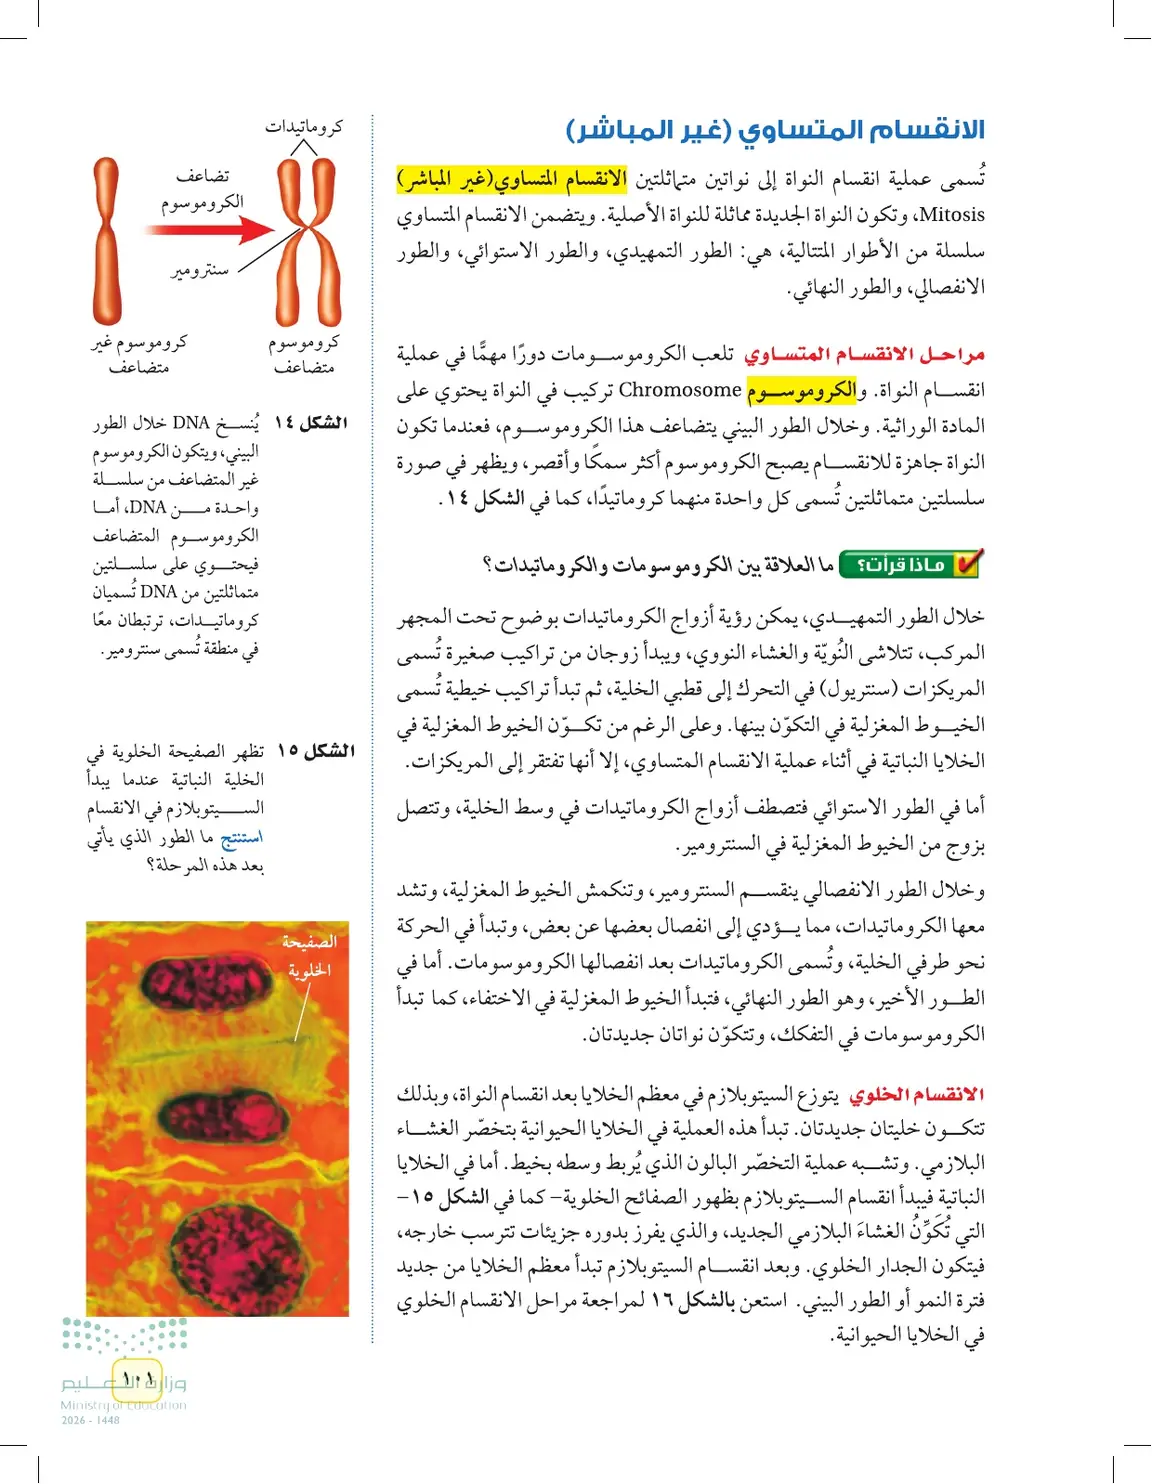 الانقسام المتساوي (غير المباشر)
تُسمى عملية انقسام النواة إلى نواتين متماثلتين الانقسام المتساوي(غير المباشر)
Mitosis، وتكون النواة الجديدة مماثلة للنواة الأصلية. ويتضمن الانقسام المتساوي
سلسلة من الأطوار المتتالية، هي: الطور التمهيدي، والطور الاستوائي، والطور
الانفصالي، والطور النهائي.
مراحل الانقسام المتساوي تلعب الكروموسومات دورًا مهمًّا في عملية
انقسام النواة. والكروموسوم Chromosome تركيب في النواة يحتوي على
المادة الوراثية. وخلال الطور البيني يتضاعف هذا الكروموسوم، فعندما تكون
النواة جاهزة للانقسام يصبح الكروموسوم أكثر سمكًا وأقصر، ويظهر في صورة
سلسلتين متماثلتين تُسمى كل واحدة منهما كروماتيدًا، كما في الشكل ١٤.
ماذا قرأت؟ ما العلاقة بين الكروموسومات والكروماتيدات؟
خلال الطور التمهيدي، يمكن رؤية أزواج الكروماتيدات بوضوح تحت المجهر
المركب، تتلاشى النُويّة والغشاء النووي، ويبدأ زوجان من تراكيب صغيرة تُسمى
المريكزات (سنتريول) في التحرك إلى قطبي الخلية، ثم تبدأ تراكيب خيطية تُسمى
الخيوط المغزلية في التكوّن بينها. وعلى الرغم من تكوّن الخيوط المغزلية في
الخلايا النباتية في أثناء عملية الانقسام المتساوي، إلا أنها تفتقر إلى المريكزات.
أما في الطور الاستوائي فتصطف أزواج الكروماتيدات في وسط الخلية، وتتصل
بزوج من الخيوط المغزلية في السنترومير.
وخلال الطور الانفصالي ينقسم السنترومير، وتنكمش الخيوط المغزلية، وتشد
معها الكروماتيدات، مما يؤدي إلى انفصال بعضها عن بعض، وتبدأ في الحركة
نحو طرفي الخلية، وتُسمى الكروماتيدات بعد انفصالها الكروموسومات. أما في
الطور الأخير، وهو الطور النهائي، فتبدأ الخيوط المغزلية في الاختفاء، كما تبدأ
الكروموسومات في التفكك، وتتكوّن نواتان جديدتان.
الانقسام الخلوي يتوزع السيتوبلازم في معظم الخلايا بعد انقسام النواة، وبذلك
تتكون خليتان جديدتان. تبدأ هذه العملية في الخلايا الحيوانية بتخصّر الغشاء
البلازمي. وتشبه عملية التخصّر البالون الذي يُربط وسطه بخيط. أما في الخلايا
النباتية فيبدأ انقسام السيتوبلازم بظهور الصفائح الخلوية- كما في الشكل ١٥-
التي تُكَوِّنُ الغشاءَ البلازمي الجديد، والذي يفرز بدوره جزيئات تترسب خارجه،
فيتكون الجدار الخلوي. وبعد انقسام السيتوبلازم تبدأ معظم الخلايا من جديد
فترة النمو أو الطور البيني. استعن بالشكل ١٦ لمراجعة مراحل الانقسام الخلوي
في الخلايا الحيوانية.
كروماتيدات
تضاعف
الكروموسوم
سنترومير
كروموسوم
متضاعف
كروموسوم غير
متضاعف
الشكل ١٤ يُنسخ DNA خلال الطور
البيني، ويتكون الكروموسوم
غير المتضاعف من سلسلة
واحدة من DNA، أما
الكروموسوم المتضاعف
فيحتوي على سلسلتين
متماثلتين من DNA تُسميان
كروماتيدات، ترتبطان معًا
في منطقة تُسمى سنترومير.
الشكل ١٥ تظهر الصفيحة الخلوية في
الخلية النباتية عندما يبدأ
السيتوبلازم في الانقسام
استنتج ما الطور الذي يأتي
بعد هذه المرحلة؟
الصفيحة
الخلوية
وزارة التعليم
١٠١
Ministry of Education
2026 - 1448